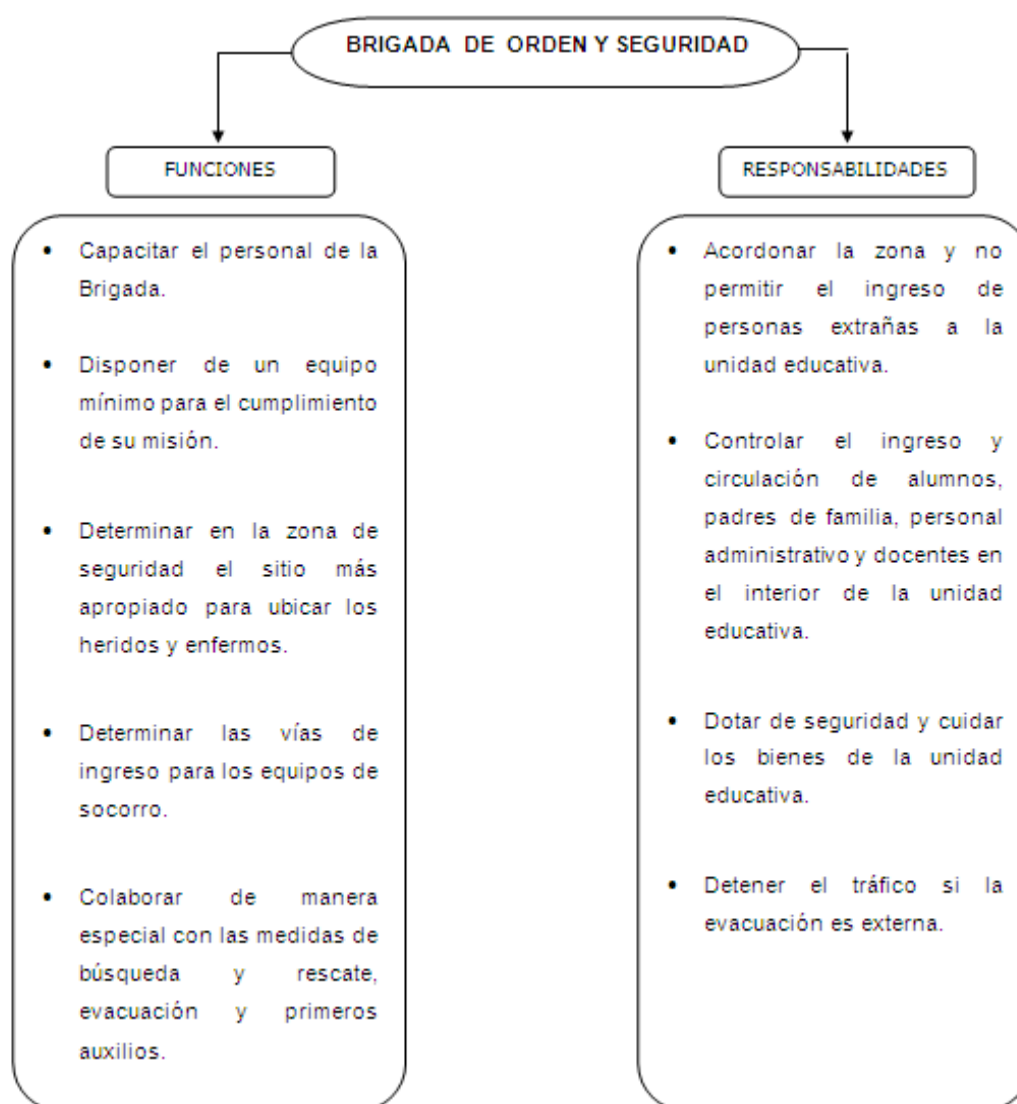 BRIGADA DE ORDEN Y SEGURIDAD
FUNCIONES
• Capacitar el personal de la
Brigada.
• Disponer de un equipo
mínimo para el cumplimiento
de su misión.
• Determinar en la zona de
seguridad el sitio más
apropiado para ubicar los
heridos y enfermos.
• Determinar las vías de
ingreso para los equipos de
socorro.
• Colaborar de manera
especial con las medidas de
búsqueda y rescate,
evacuación y primeros
auxilios.
RESPONSABILIDADES
• Acordonar la zona y no
permitir el ingreso de
personas extrañas a la
unidad educativa.
• Controlar el ingreso y
circulación de alumnos,
padres de familia, personal
administrativo y docentes en
el interior de la unidad
educativa.
• Dotar de seguridad y cuidar
los bienes de la unidad
educativa.
• Detener el tráfico si la
evacuación es externa.